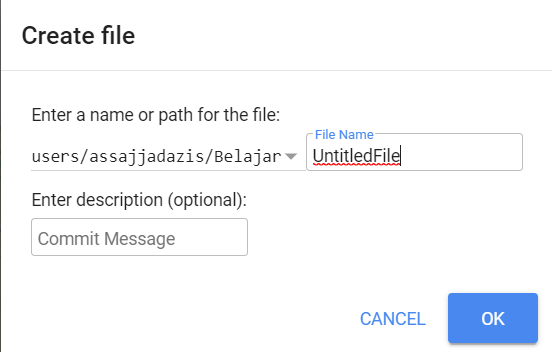 Create file
Enter a name or path for the file:
File Name
users/assajjadazis/Belajar UntitledFile
Enter description (optional):
Commit Message
CANCEL OK